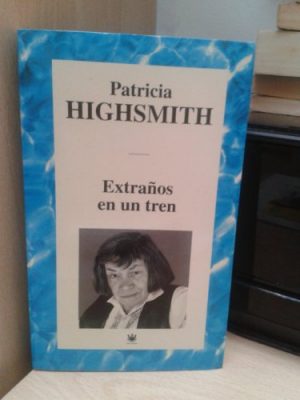 Patricia
HIGHSMITH
Extraños
en un tren